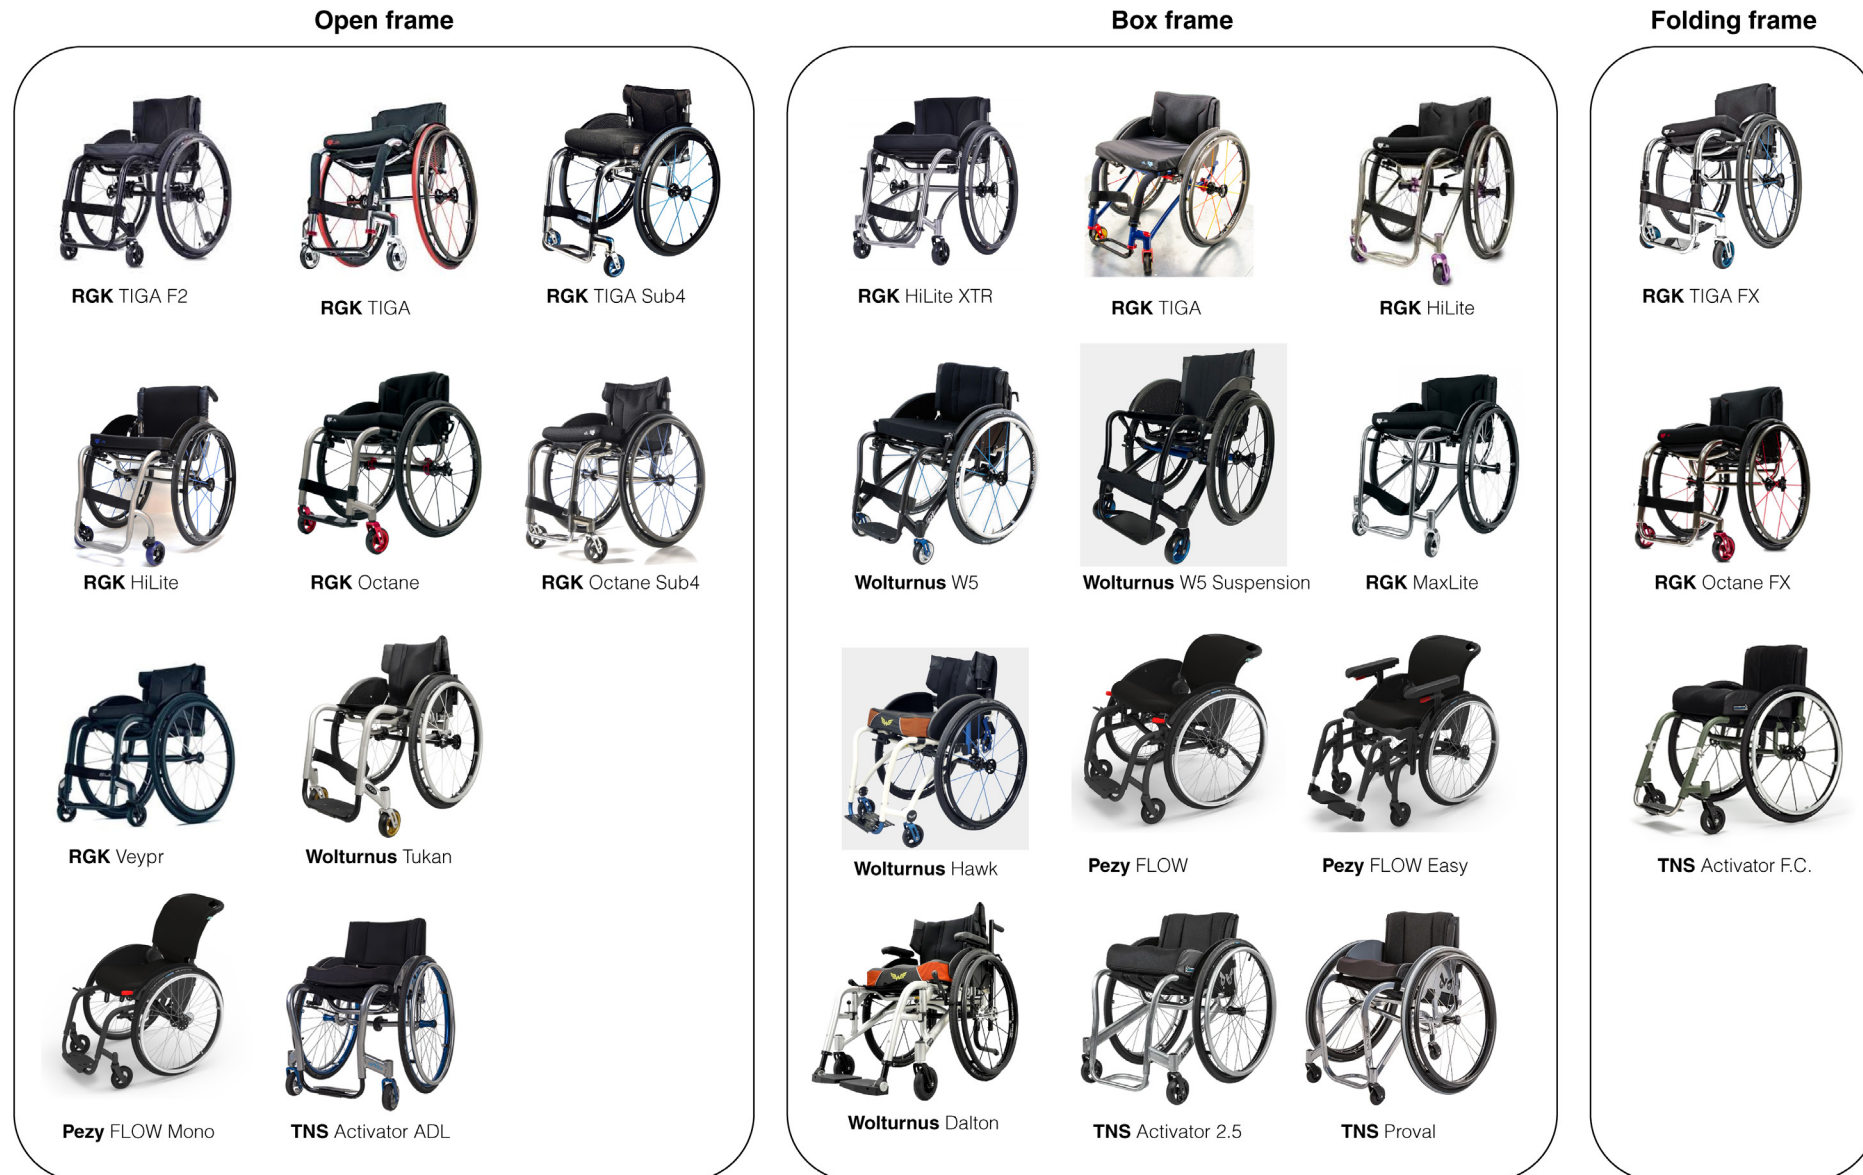 Open frame
Box frame
Folding frame
RGK TIGA F2
RGK TIGA
RGK TIGA Sub4
RGK HiLite XTR
RGK TIGA
RGK HiLite
RGK TIGA FX
RGK HiLite
RGK Octane
RGK Octane Sub4
Wolturnus W5
Wolturnus W5 Suspension
RGK MaxLite
RGK Octane FX
RGK Veypr
Wolturnus Tukan
Wolturnus Hawk
Pezy FLOW
Pezy FLOW Easy
TNS Activator F.C.
Pezy FLOW Mono
TNS Activator ADL
Wolturnus Dalton
TNS Activator 2.5
TNS Proval